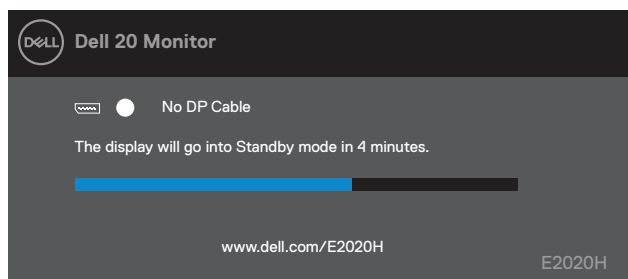 DELL
Dell 20 Monitor
No DP Cable
The display will go into Standby mode in 4 minutes.
www.dell.com/E2020H
E2020H